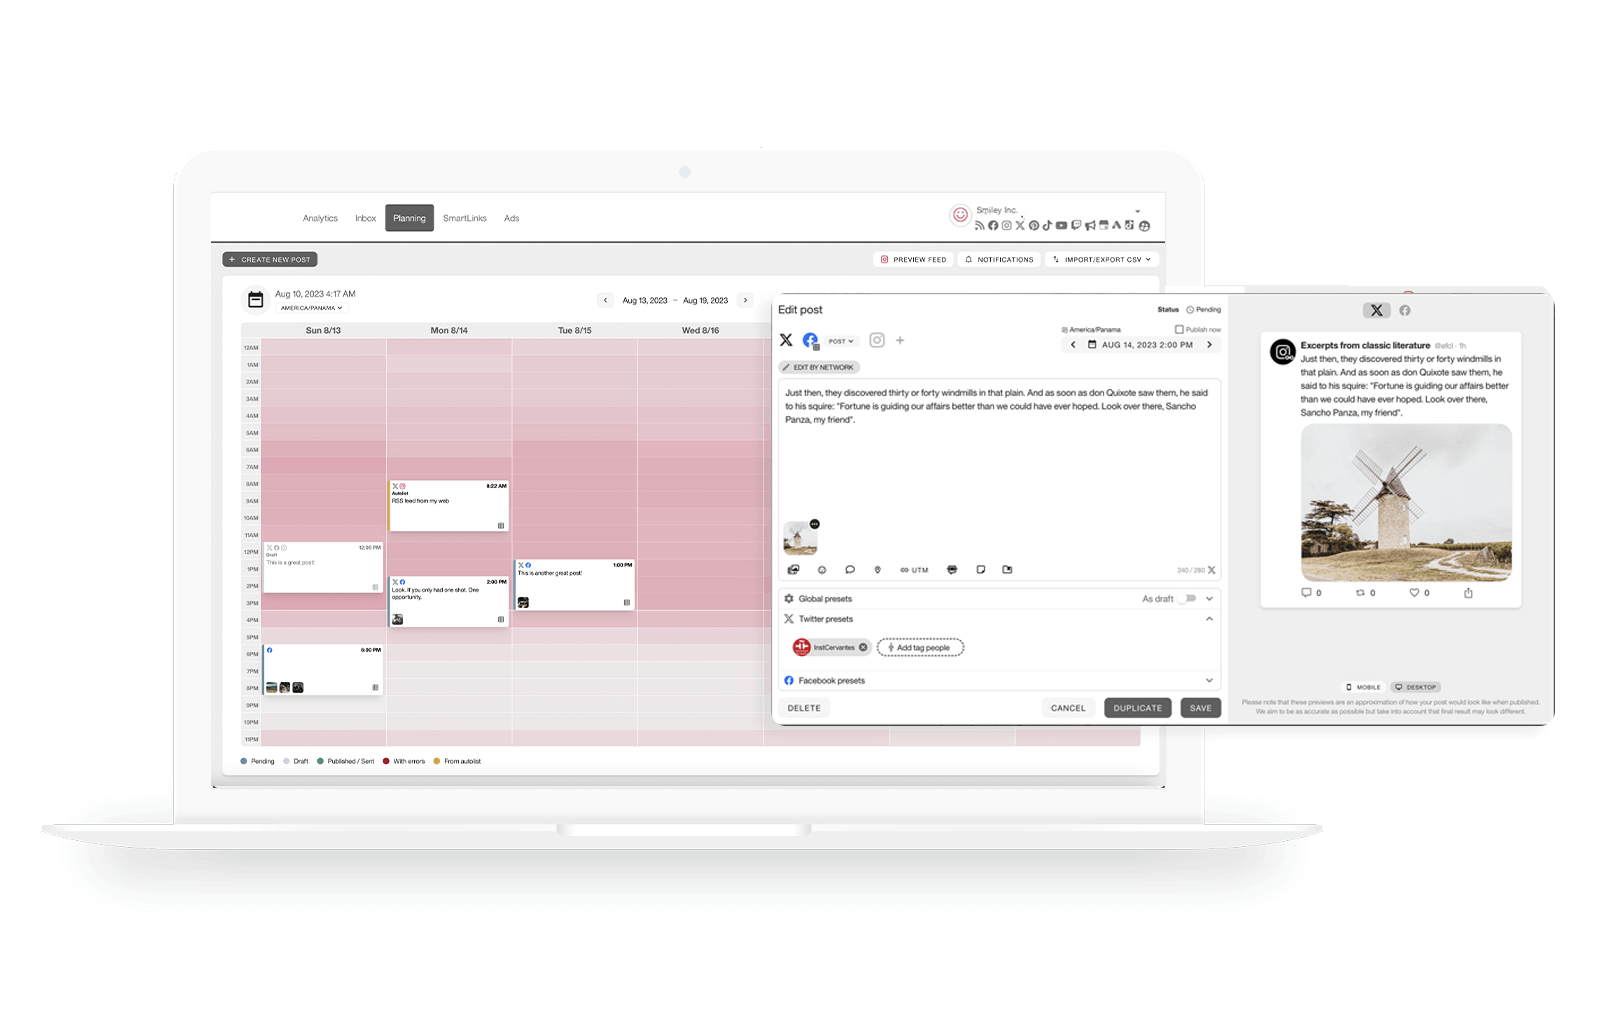 Analytics
Inbox
Planning
SmartLinks
Ads
Smiley Inc.
+ CREATE NEW POST
PREVIEW FEED
NOTIFICATIONS
IMPORT/EXPORT CSV
Aug 10, 2023 4:17 AM
AMERICA/PANAMA
Aug 13, 2023 – Aug 19, 2023
Sun 8/13
Mon 8/14
Tue 8/15
Wed 8/16
12AM
1AM
2AM
3AM
4AM
5AM
6AM
7AM
8AM
9AM
10AM
11AM
12PM
1PM
2PM
3PM
4PM
5PM
6PM
7PM
8PM
9PM
10PM
11PM
12:00 PM
Draft
This is a great post!
6:00 PM
8:22 AM
Autolist
RSS feed from my web
2:00 PM
Look. If you only had one shot. One
opportunity.
1:00 PM
This is another great post!
Pending
Draft
Published / Sent
With errors
From autolist
Edit post
Status
Pending
POST
America/Panama
Publish now
AUG 14, 2023 2:00 PM
EDIT BY NETWORK
Just then, they discovered thirty or forty windmills in that plain. And as soon as don Quixote saw them, he said
to his squire: "Fortune is guiding our affairs better than we could have ever hoped. Look over there, Sancho
Panza, my friend".
UTM
240 / 280
Global presets
As draft
Twitter presets
InstCervantes
Add tag people
Facebook presets
DELETE
CANCEL
DUPLICATE
SAVE
Excerpts from classic literature @efcl · 1h
Just then, they discovered thirty or forty windmills in
that plain. And as soon as don Quixote saw them, he
said to his squire: "Fortune is guiding our affairs better
than we could have ever hoped. Look over there,
Sancho Panza, my friend".
0
0
0
MOBILE
DESKTOP
Please note that these previews are an approximation of how your post would look like when published.
We aim to be as accurate as possible but take into account that final result may look different.